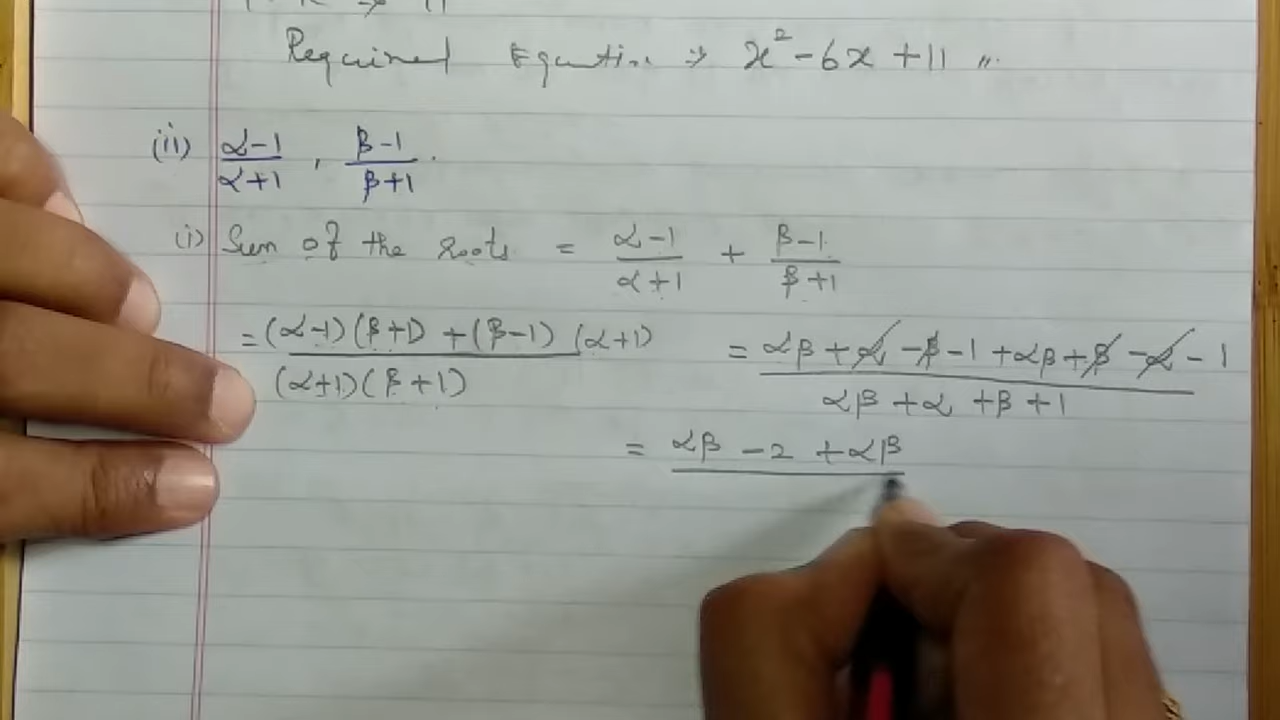 Required Equation ⇒ x² - 6x + 11 //.
(ii) α-1/α+1 , β-1/β+1 .
(i) Sum of the roots = α-1/α+1 + β-1/β+1
= (α-1)(β+1) + (β-1)(α+1)/(α+1)(β+1) = αβ + α - β - 1 + αβ + β - α - 1/αβ + α + β + 1
= αβ - 2 + αβ